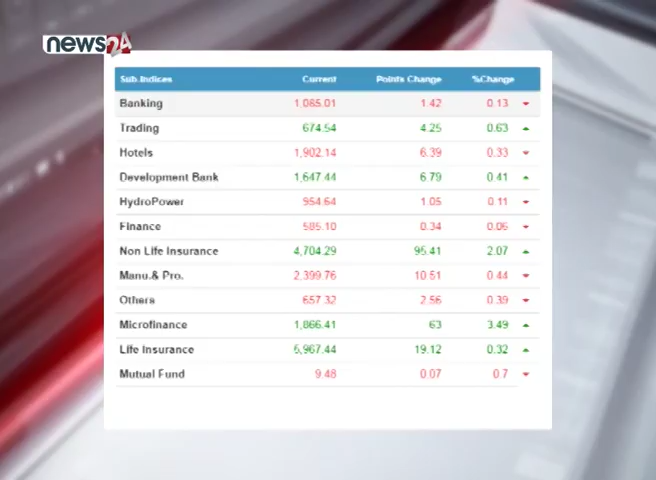 news24
Sub.Indices Current Points Change %Change
Banking 1,065.01 1.42 0.13
Trading 674.54 4.25 0.63
Hotels 1,902.14 6.39 0.33
Development Bank 1,647.44 6.79 0.41
HydroPower 954.64 1.05 0.11
Finance 585.10 0.34 0.06
Non Life Insurance 4,704.29 95.41 2.07
Manu.& Pro. 2,399.76 10.51 0.44
Others 657.32 2.56 0.39
Microfinance 1,866.41 63 3.49
Life Insurance 5,967.44 19.12 0.32
Mutual Fund 9.48 0.07 0.7